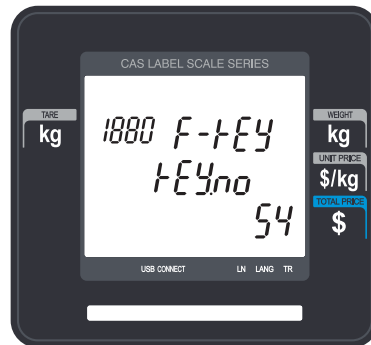 CAS LABEL SCALE SERIES
TARE
kg
1880 F-KEY
KEY.no
54
WEIGHT
kg
UNIT PRICE
$/kg
TOTAL PRICE
$
USB CONNECT LN LANG TR